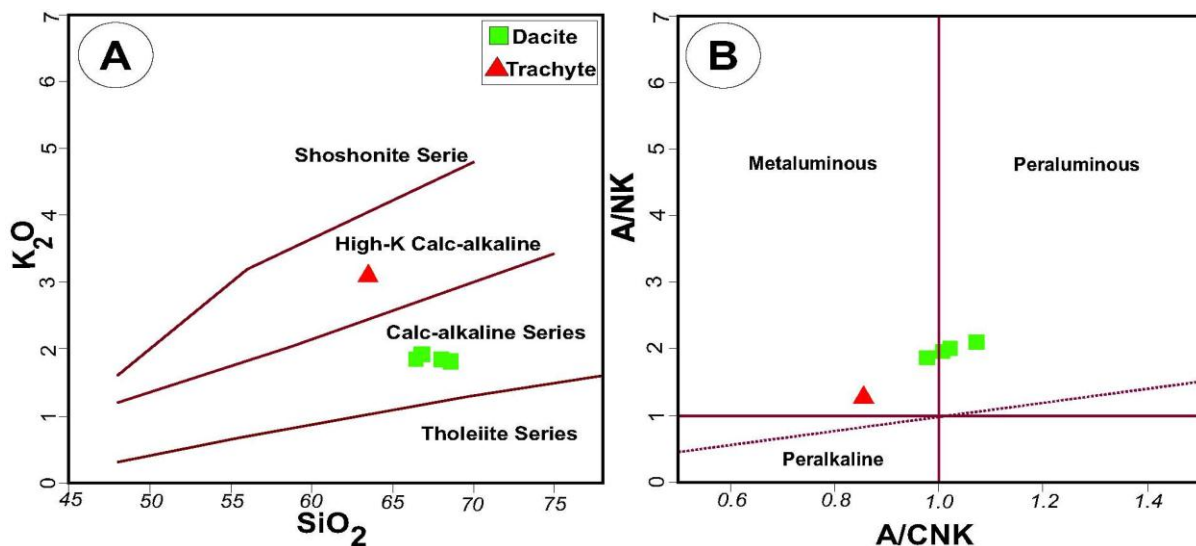 A
Dacite
Trachyte
Shoshonite Serie
High-K Calc-alkaline
Calc-alkaline Series
Tholeiite Series
K₂O
7
6
5
4
3
2
1
0
45
50
55
60
65
70
75
SiO₂
B
Metaluminous
Peraluminous
Peralkaline
A/NK
7
6
5
4
3
2
1
0
0.6
0.8
1.0
1.2
1.4
A/CNK